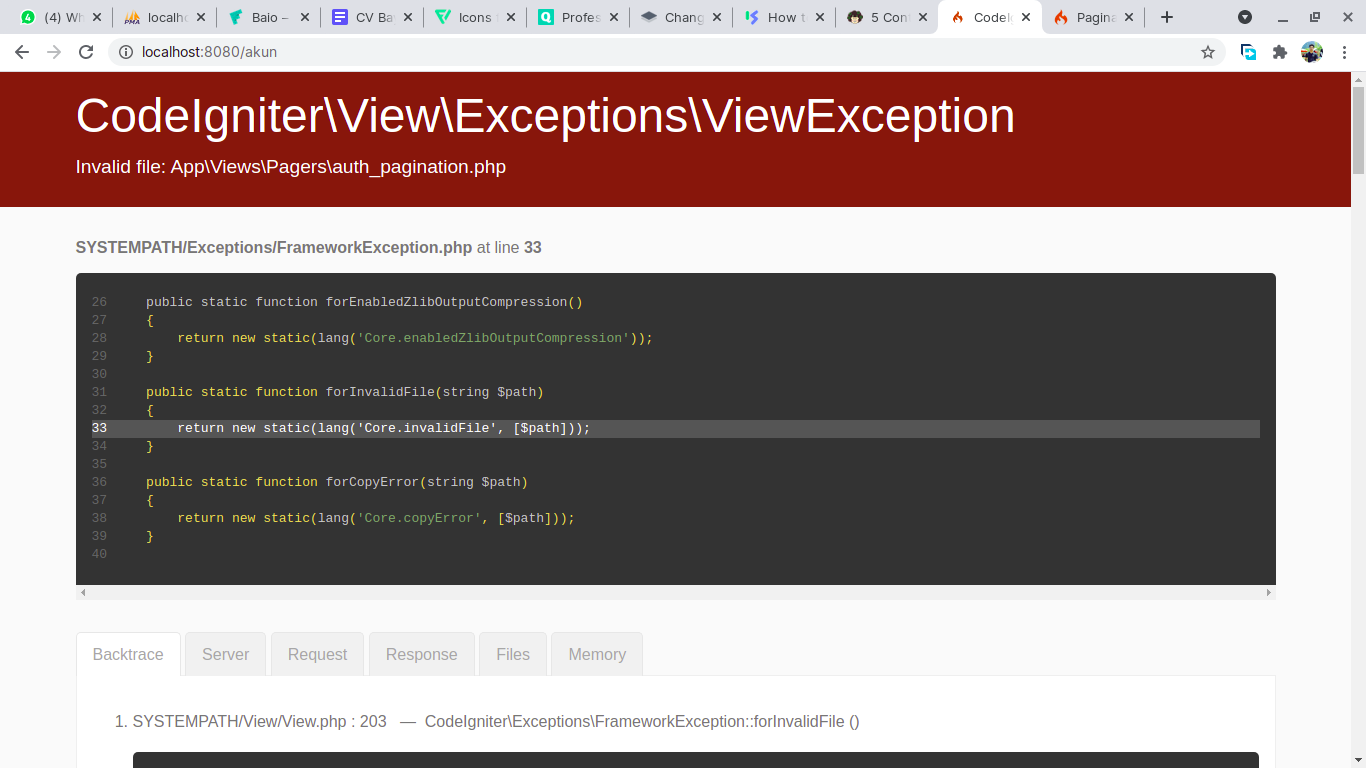 (4) Wh
localh
Baio –
CV Ba
Icons
Profes
Chang
How t
5 Con
CodeIg
Pagina
localhost:8080/akun
CodeIgniter\View\Exceptions\ViewException
Invalid file: App\Views\Pagers\auth_pagination.php
SYSTEMPATH/Exceptions/FrameworkException.php at line 33
26 public static function forEnabledZlibOutputCompression()
27 {
28 return new static(lang('Core.enabledZlibOutputCompression'));
29 }
30
31 public static function forInvalidFile(string $path)
32 {
33 return new static(lang('Core.invalidFile', [$path]));
34 }
35
36 public static function forCopyError(string $path)
37 {
38 return new static(lang('Core.copyError', [$path]));
39 }
40
Backtrace Server Request Response Files Memory
1. SYSTEMPATH/View/View.php : 203 — CodeIgniter\Exceptions\FrameworkException::forInvalidFile ()